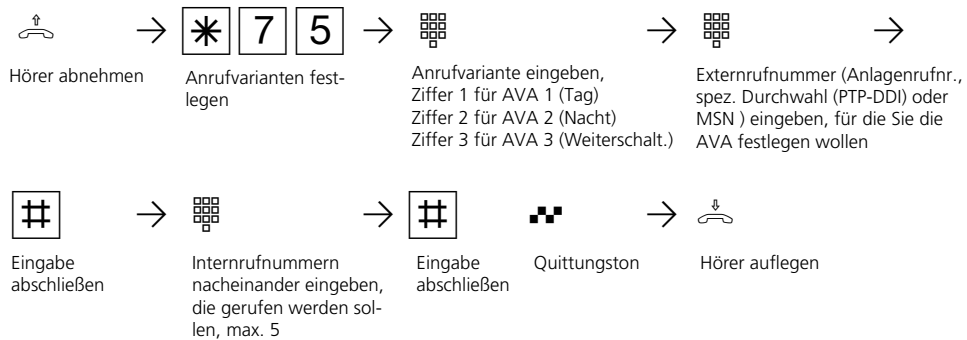 * 7 5
Hörer abnehmen
Anrufvarianten fest-
legen
Anrufvariante eingeben,
Ziffer 1 für AVA 1 (Tag)
Ziffer 2 für AVA 2 (Nacht)
Ziffer 3 für AVA 3 (Weiterschalt.)
Externrufnummer (Anlagenrufnr.,
spez. Durchwahl (PTP-DDI) oder
MSN ) eingeben, für die Sie die
AVA festlegen wollen
#
Eingabe
abschließen
Internrufnummern
nacheinander eingeben,
die gerufen werden sol-
len, max. 5
#
Eingabe
abschließen
Quittungston
Hörer auflegen